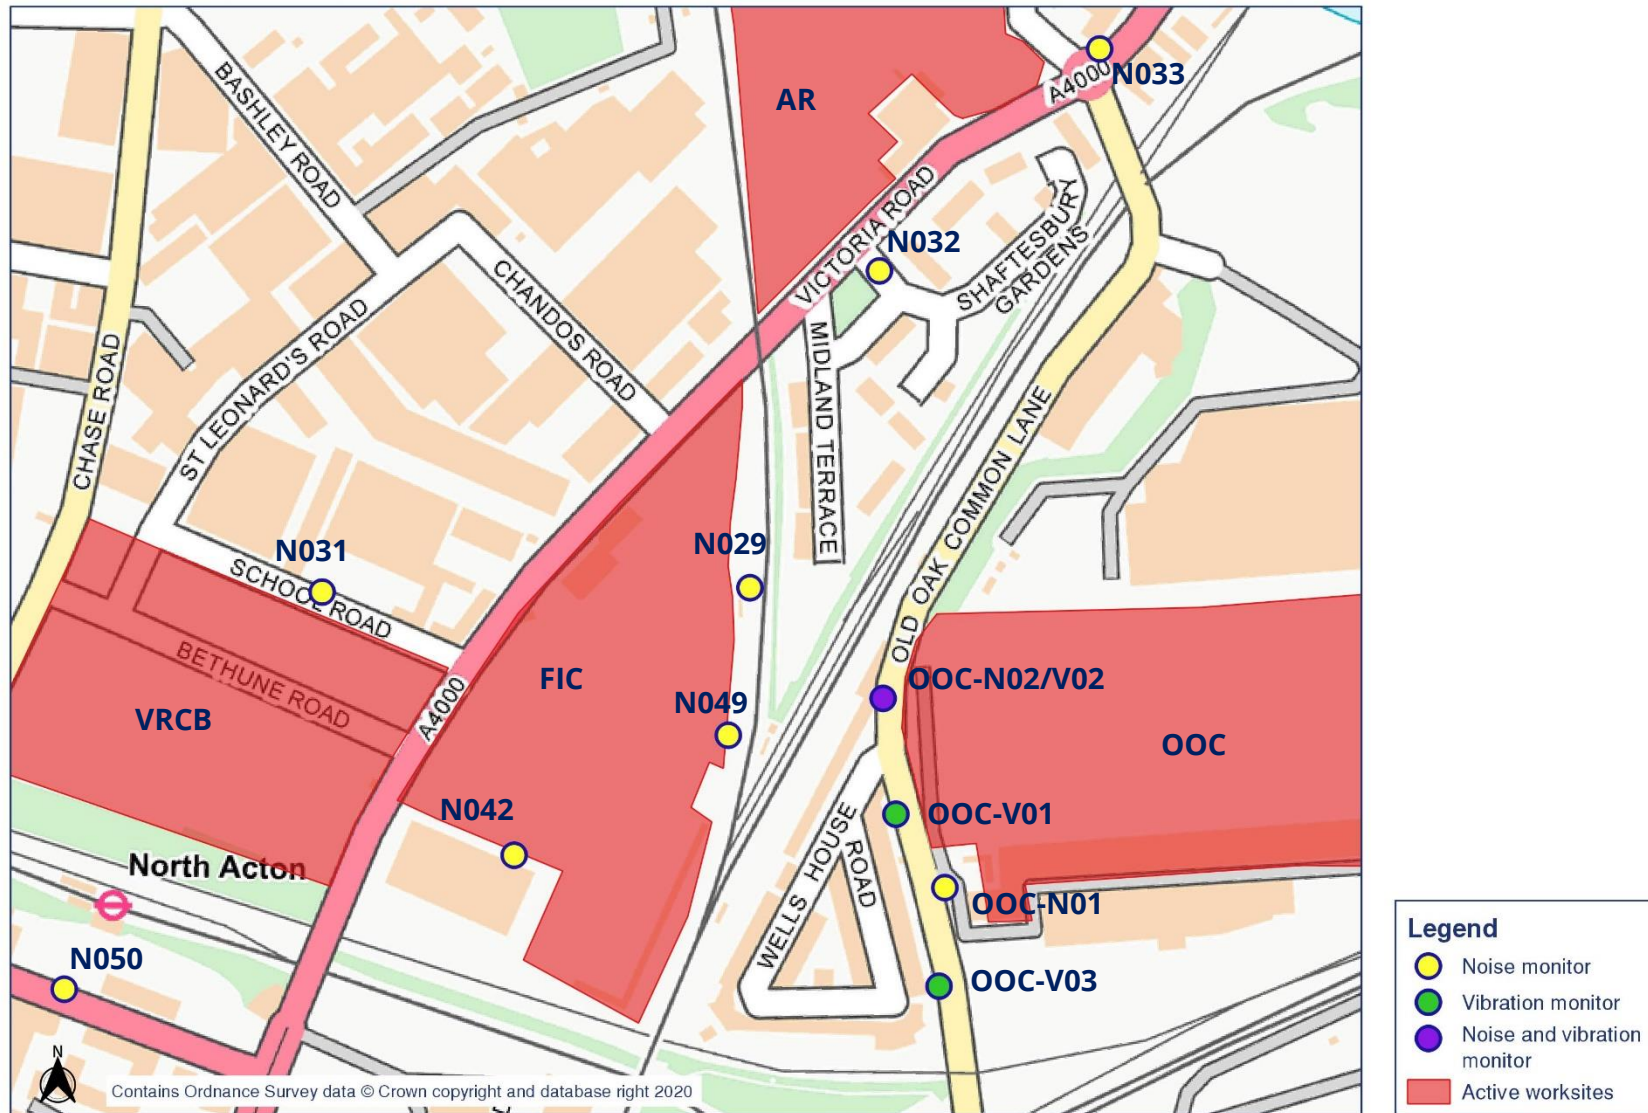 AR
A4000
N033
BASHLEY ROAD
VICTORIA ROAD
N032
SHAFTESBURY
GARDENS
CHANDOS ROAD
ST LEONARD'S ROAD
CHASE ROAD
MIDLAND TERRACE
OLD OAK COMMON LANE
N031
SCHOOL ROAD
N029
BETHUNE ROAD
VRCB
A4000
FIC
N049
OOC-N02/V02
OOC
N042
OOC-V01
WELLS HOUSE
ROAD
North Acton
OOC-N01
N050
OOC-V03
N
Contains Ordnance Survey data © Crown copyright and database right 2020
Legend
Noise monitor
Vibration monitor
Noise and vibration
monitor
Active worksites